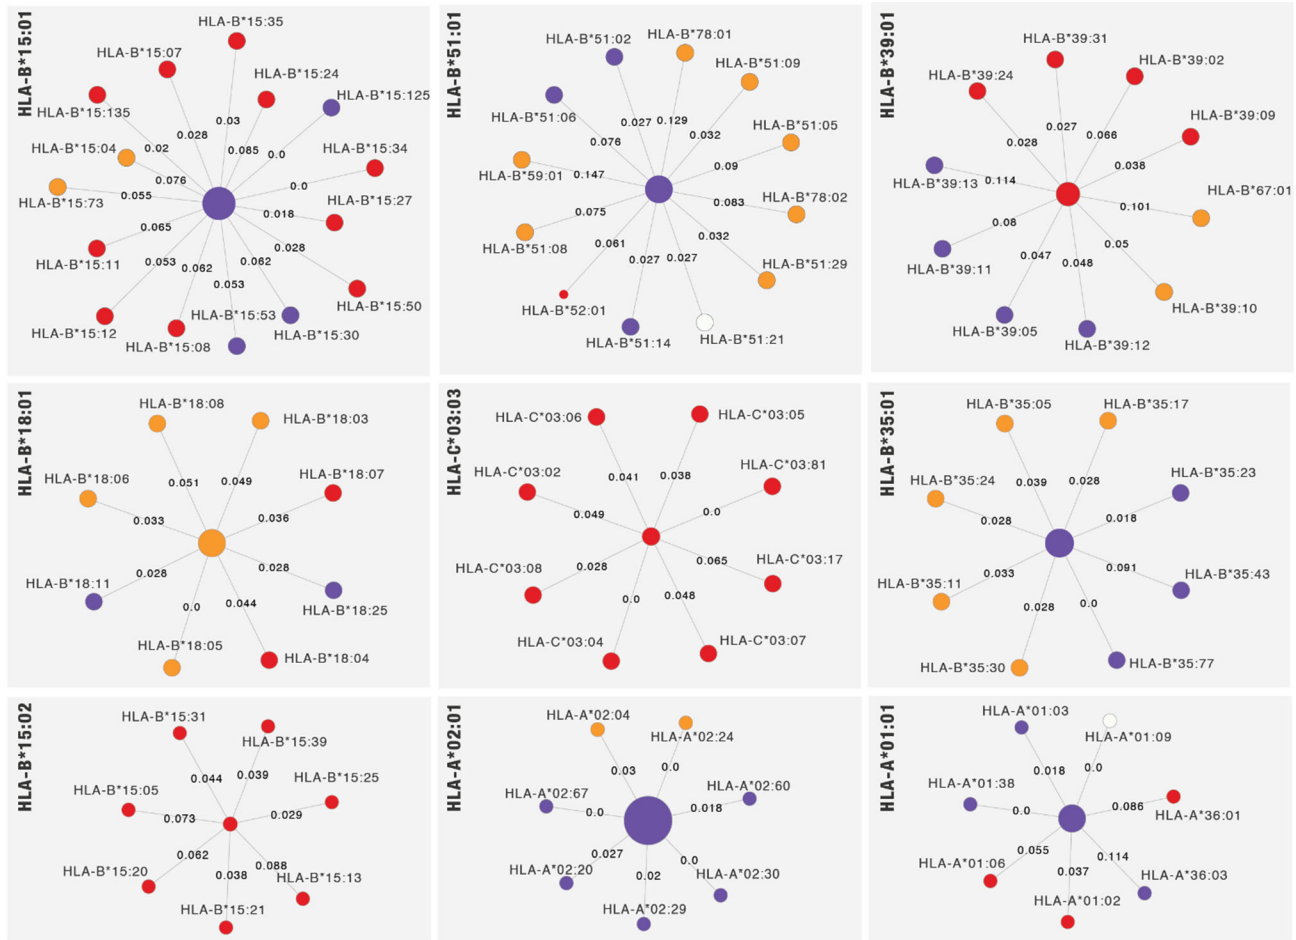 HLA-B*15:01
HLA-B*15:35
HLA-B*15:07
HLA-B*15:24
HLA-B*15:125
HLA-B*15:135
0.03
0.028
0.085
0.02
0.0
HLA-B*15:04
HLA-B*15:34
0.076
0.0
0.055
HLA-B*15:73
HLA-B*15:27
0.018
0.065
HLA-B*15:11
0.028
0.053
0.062
0.062
0.053
HLA-B*15:50
HLA-B*15:12
HLA-B*15:53
HLA-B*15:30
HLA-B*15:08
HLA-B*51:01
HLA-B*51:02
HLA-B*78:01
HLA-B*51:09
HLA-B*51:06
HLA-B*51:05
0.027
0.129
0.032
0.076
0.09
HLA-B*59:01
0.147
HLA-B*78:02
0.083
0.075
0.032
HLA-B*51:08
0.061
0.027
0.027
HLA-B*51:29
HLA-B*52:01
HLA-B*51:14
HLA-B*51:21
HLA-B*39:01
HLA-B*39:31
HLA-B*39:02
HLA-B*39:24
HLA-B*39:09
0.027
0.066
0.028
0.038
HLA-B*39:13
0.114
HLA-B*67:01
0.101
0.08
0.05
HLA-B*39:11
0.047
0.048
HLA-B*39:10
HLA-B*39:05
HLA-B*39:12
HLA-B*18:01
HLA-B*18:08
HLA-B*18:03
HLA-B*18:06
HLA-B*18:07
0.051
0.049
0.033
0.036
0.028
0.028
HLA-B*18:11
HLA-B*18:25
0.0
0.044
HLA-B*18:05
HLA-B*18:04
HLA-C*03:03
HLA-C*03:06
HLA-C*03:05
HLA-C*03:02
HLA-C*03:81
0.041
0.038
0.049
0.0
HLA-C*03:08
HLA-C*03:17
0.028
0.065
0.0
0.048
HLA-C*03:04
HLA-C*03:07
HLA-B*35:01
HLA-B*35:05
HLA-B*35:17
HLA-B*35:24
HLA-B*35:23
0.039
0.028
0.028
0.018
HLA-B*35:11
0.033
0.091
HLA-B*35:43
0.028
0.0
HLA-B*35:30
HLA-B*35:77
HLA-B*15:02
HLA-B*15:31
HLA-B*15:39
HLA-B*15:05
HLA-B*15:25
0.044
0.039
0.073
0.029
0.062
0.038
0.088
HLA-B*15:20
HLA-B*15:13
HLA-B*15:21
HLA-A*02:01
HLA-A*02:04
HLA-A*02:24
0.03
0.0
HLA-A*02:67
HLA-A*02:60
0.0
0.018
0.027
0.02
0.0
HLA-A*02:20
HLA-A*02:30
HLA-A*02:29
HLA-A*01:01
HLA-A*01:03
HLA-A*01:09
0.018
0.0
HLA-A*01:38
0.0
0.086
HLA-A*36:01
0.055
0.037
0.114
HLA-A*01:06
HLA-A*36:03
HLA-A*01:02